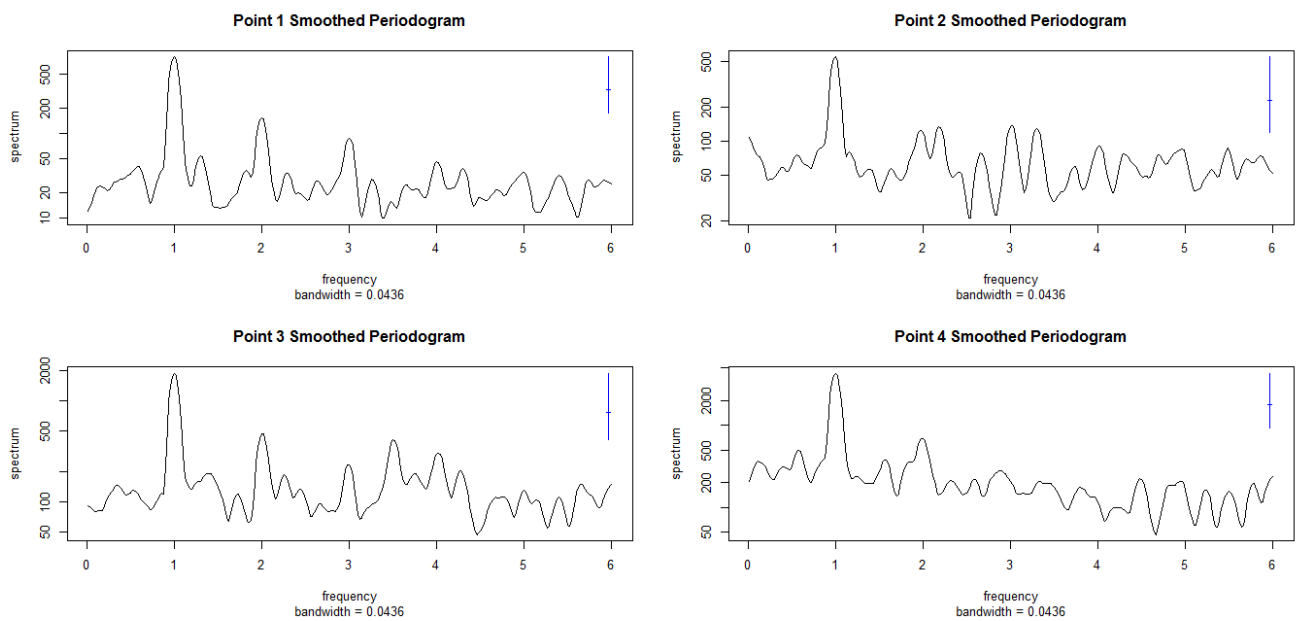 Point 1 Smoothed Periodogram
spectrum
500
200
50
20
10
0 1 2 3 4 5 6
frequency
bandwidth = 0.0436
Point 2 Smoothed Periodogram
spectrum
500
200
100
50
20
0 1 2 3 4 5 6
frequency
bandwidth = 0.0436
Point 3 Smoothed Periodogram
spectrum
2000
500
100
50
0 1 2 3 4 5 6
frequency
bandwidth = 0.0436
Point 4 Smoothed Periodogram
spectrum
2000
500
200
50
0 1 2 3 4 5 6
frequency
bandwidth = 0.0436